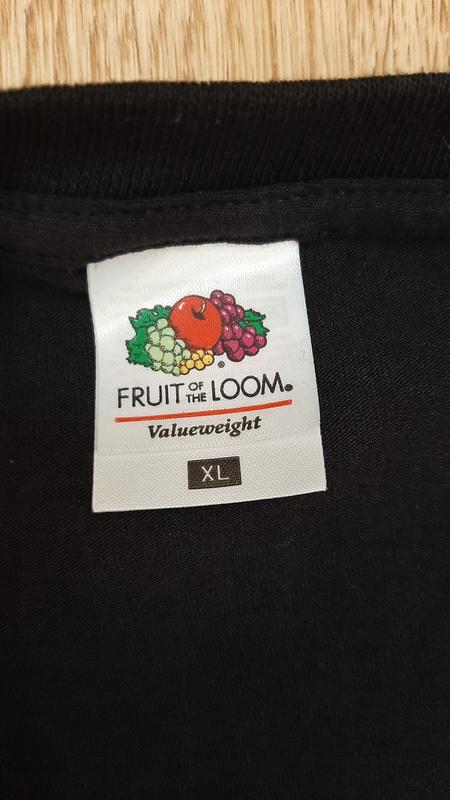 ®
FRUIT OF THE LOOM.
Valueweight
XL